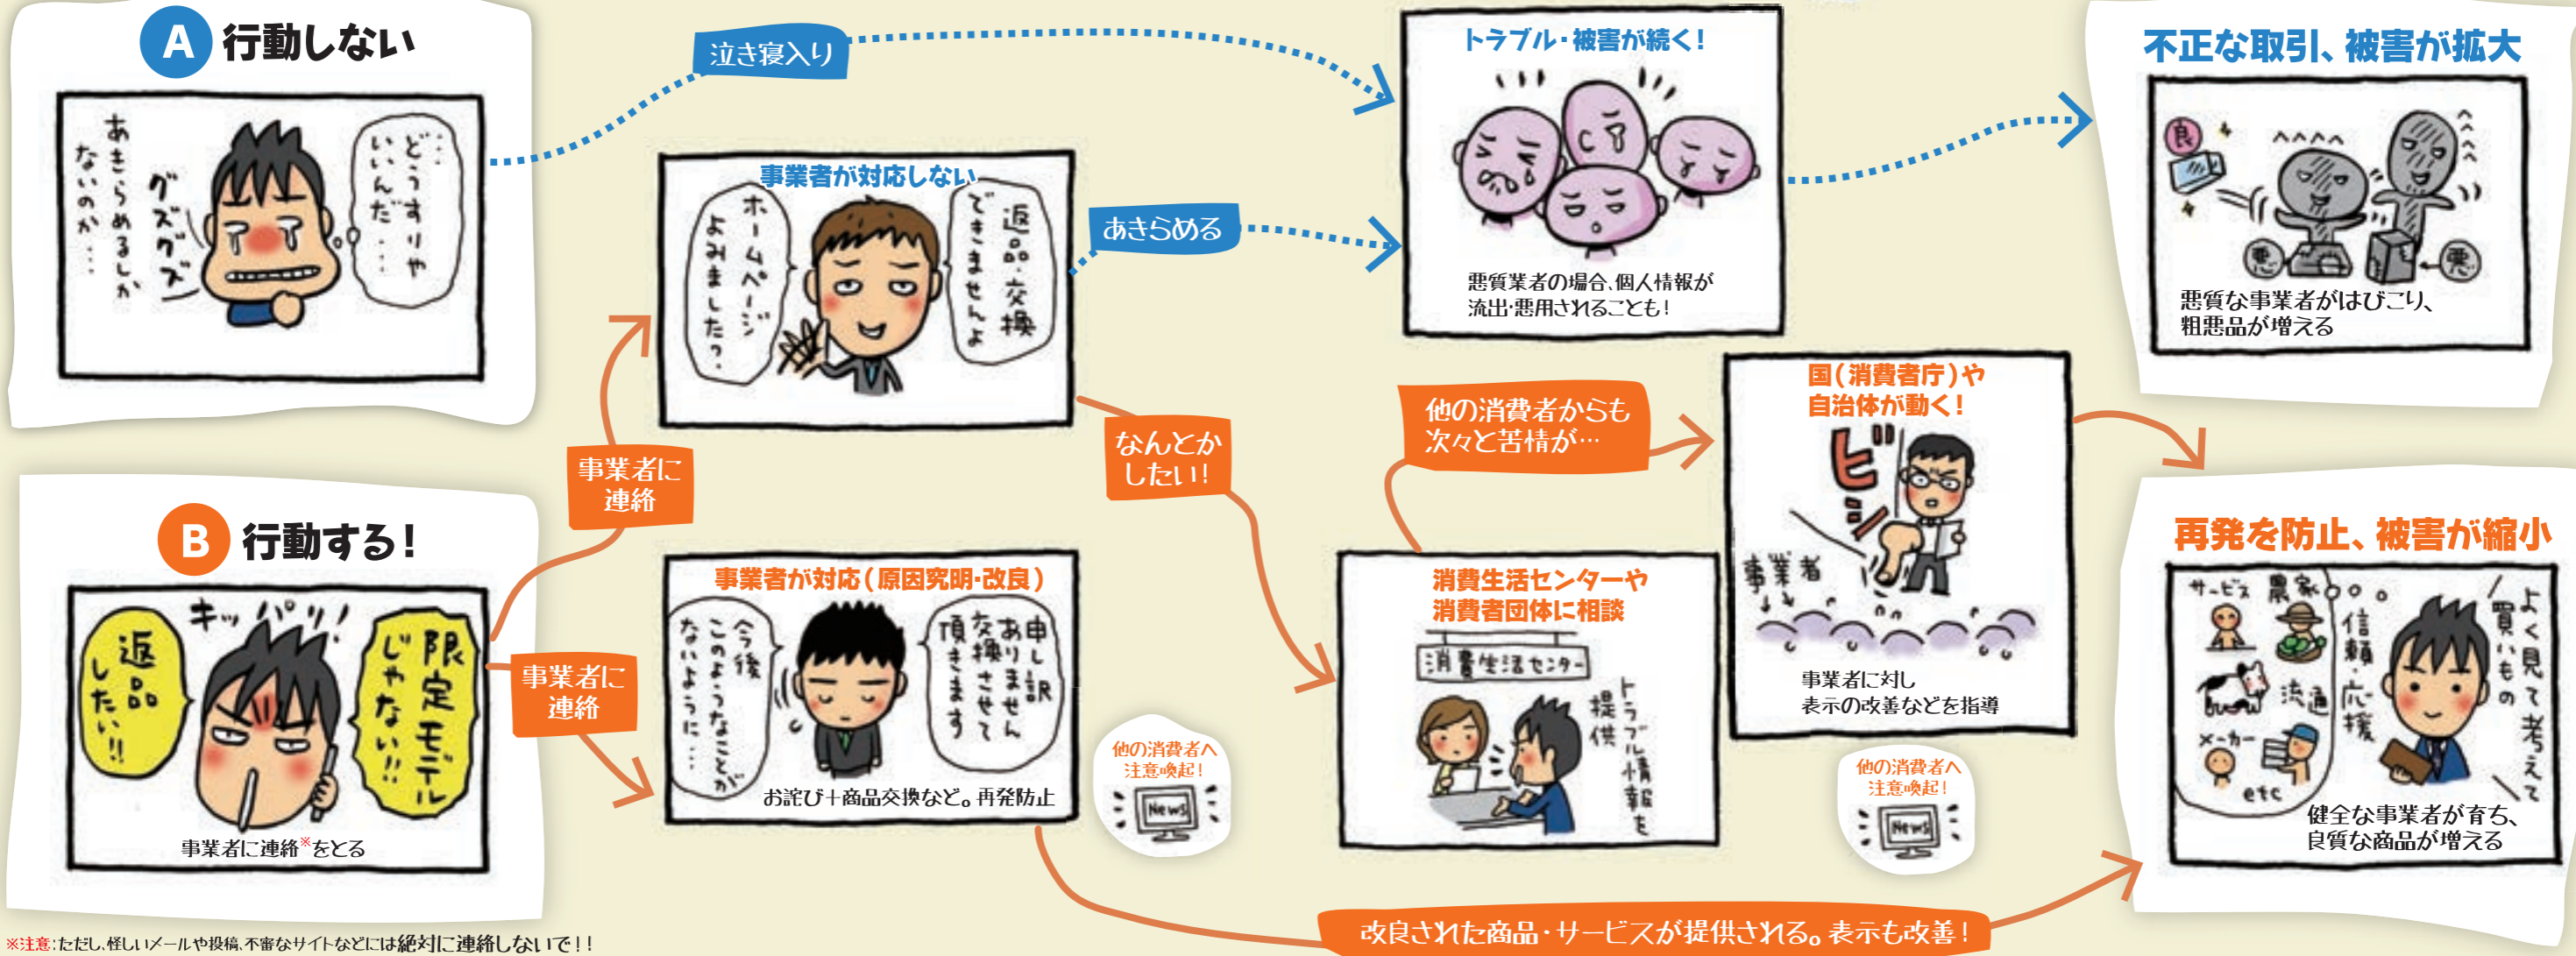 A 行動しない
…どうすりゃ
いいんだ…
グズグズ
あきらめるしか
ないのか…
泣き寝入り
事業者が対応しない
返品・交換
できませんよ
ホームページ
よみました?
あきらめる
トラブル・被害が続く!
悪質業者の場合、個人情報が
流出・悪用されることも!
不正な取引、被害が拡大
良
へへへへ
へへへへ
悪
悪
悪質な事業者がはびこり、
粗悪品が増える
B 行動する!
キッパリ!
限定モデル
じゃない!!
返品
したい!!
事業者に連絡※をとる
事業者に
連絡
事業者に
連絡
事業者が対応(原因究明・改良)
申し訳
ありません
交換させて
頂きます
今後
このようなことが
ないように…
お詫び+商品交換など。再発防止
なんとか
したい!
他の消費者へ
注意喚起!
News
消費生活センターや
消費者団体に相談
消費生活センター
トラブル情報を
提供
他の消費者からも
次々と苦情が…
国(消費者庁)や
自治体が動く!
ビシ
事業者
事業者に対し
表示の改善などを指導
他の消費者へ
注意喚起!
News
再発を防止、被害が縮小
よく見て考えて
買いもの
信頼・応援
サービス
農家
流通
メーカー
etc
健全な事業者が育ち、
良質な商品が増える
改良された商品・サービスが提供される。表示も改善!
※注意:ただし、怪しいメールや投稿、不審なサイトなどには絶対に連絡しないで!!